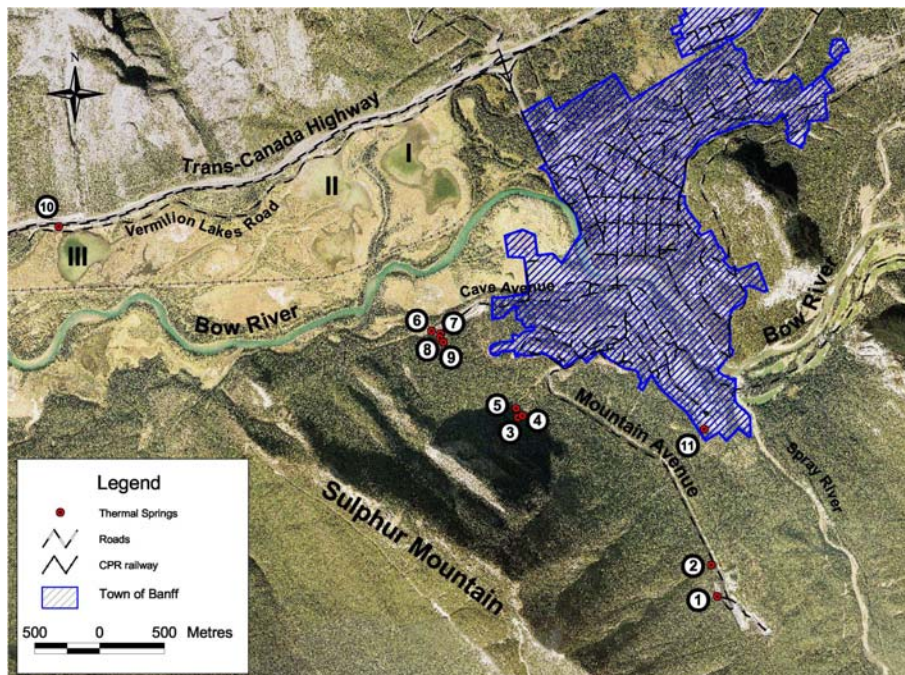 N
Trans-Canada Highway
I
II
10
Vermilion Lakes Road
III
Cave Avenue
Bow River
Bow River
6
7
8
9
5
4
3
Mountain Avenue
11
Spray River
Sulphur Mountain
2
1
Legend
Thermal Springs
Roads
CPR railway
Town of Banff
500 0 500 Metres